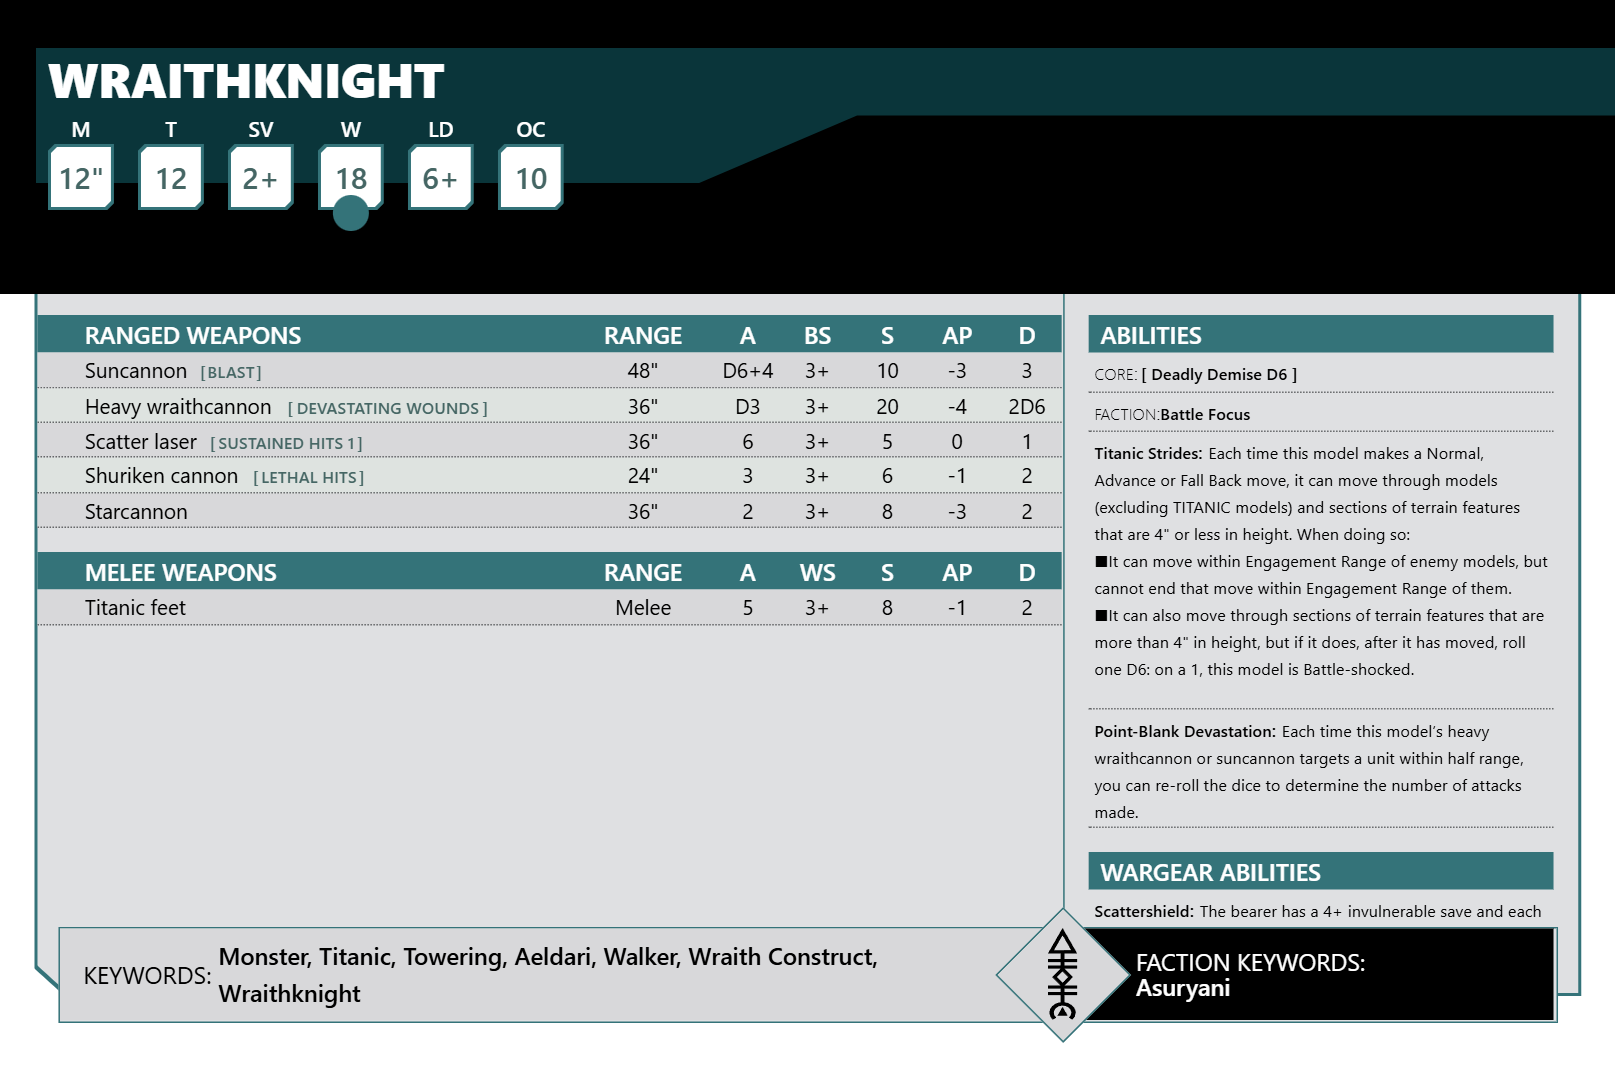 WRAITHKNIGHT
M T SV W LD OC
12" 12 2+ 18 6+ 10
RANGED WEAPONS RANGE A BS S AP D
Suncannon [BLAST] 48" D6+4 3+ 10 -3 3
Heavy wraithcannon [ DEVASTATING WOUNDS ] 36" D3 3+ 20 -4 2D6
Scatter laser [ SUSTAINED HITS 1 ] 36" 6 3+ 5 0 1
Shuriken cannon [ LETHAL HITS ] 24" 3 3+ 6 -1 2
Starcannon 36" 2 3+ 8 -3 2
MELEE WEAPONS RANGE A WS S AP D
Titanic feet Melee 5 3+ 8 -1 2
ABILITIES
CORE: [ Deadly Demise D6 ]
FACTION:Battle Focus
Titanic Strides: Each time this model makes a Normal,
Advance or Fall Back move, it can move through models
(excluding TITANIC models) and sections of terrain features
that are 4" or less in height. When doing so:
■It can move within Engagement Range of enemy models, but
cannot end that move within Engagement Range of them.
■It can also move through sections of terrain features that are
more than 4" in height, but if it does, after it has moved, roll
one D6: on a 1, this model is Battle-shocked.
Point-Blank Devastation: Each time this model's heavy
wraithcannon or suncannon targets a unit within half range,
you can re-roll the dice to determine the number of attacks
made.
WARGEAR ABILITIES
Scattershield: The bearer has a 4+ invulnerable save and each
KEYWORDS: Monster, Titanic, Towering, Aeldari, Walker, Wraith Construct,
Wraithknight
FACTION KEYWORDS:
Asuryani